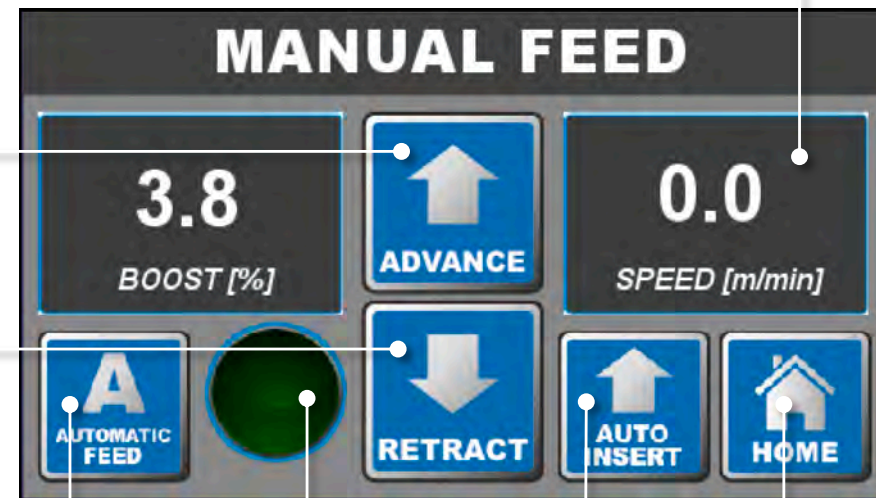 MANUAL FEED
3.8
BOOST [%]
ADVANCE
0.0
SPEED [m/min]
A
AUTOMATIC
FEED
RETRACT
AUTO
INSERT
HOME